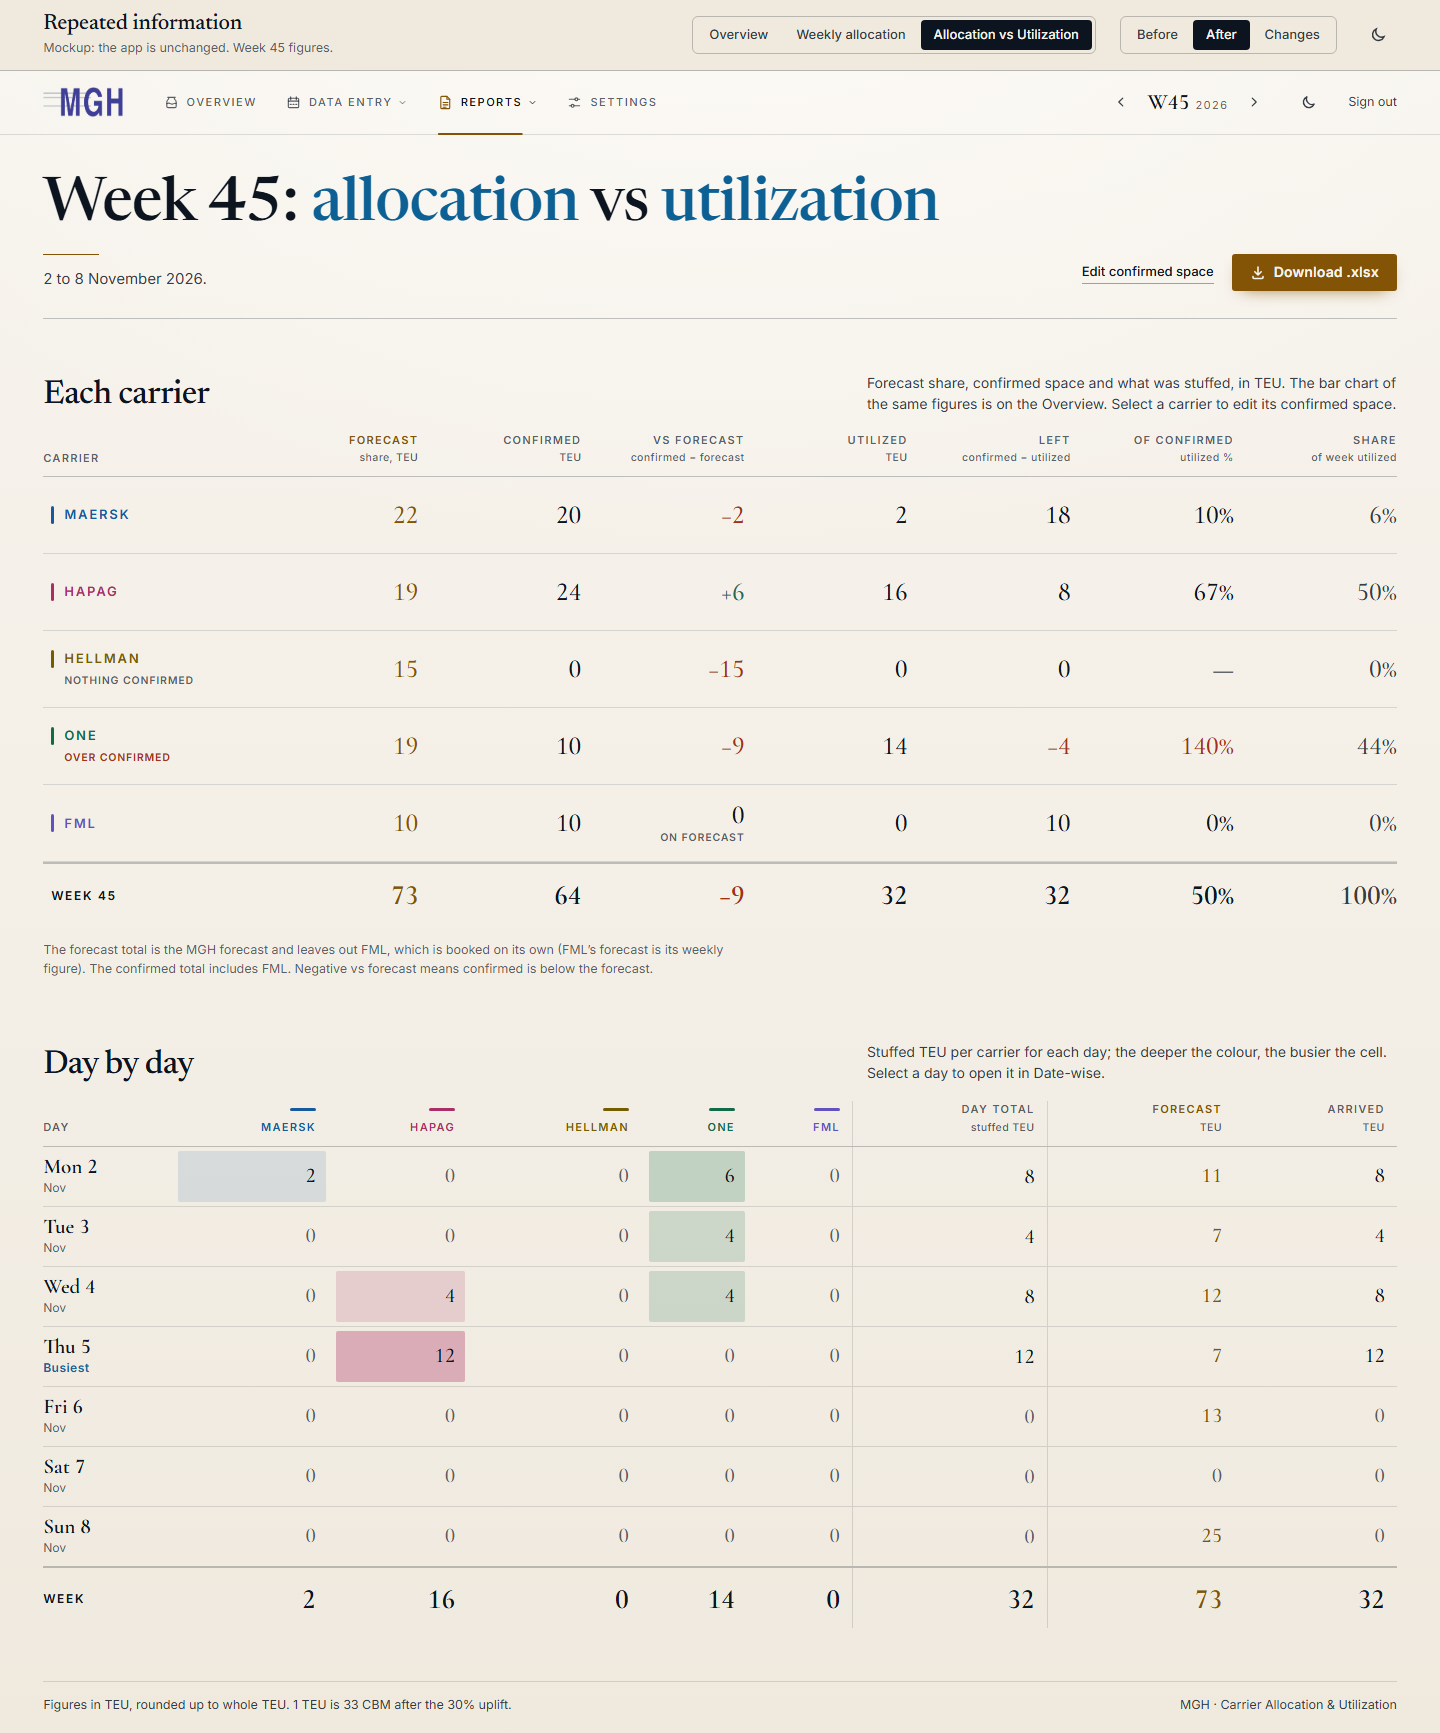 Repeated information
Mockup: the app is unchanged. Week 45 figures.
Overview Weekly allocation Allocation vs Utilization Before After Changes
MGH OVERVIEW DATA ENTRY REPORTS SETTINGS W45 2026 Sign out
Week 45: allocation vs utilization
2 to 8 November 2026.
Edit confirmed space Download .xlsx
Each carrier
Forecast share, confirmed space and what was stuffed, in TEU. The bar chart of
the same figures is on the Overview. Select a carrier to edit its confirmed space.
FORECAST CONFIRMED VS FORECAST UTILIZED LEFT OF CONFIRMED SHARE
CARRIER share, TEU TEU confirmed − forecast TEU confirmed − utilized utilized % of week utilized
MAERSK 22 20 −2 2 18 10% 6%
HAPAG 19 24 +6 16 8 67% 50%
HELLMAN 15 0 −15 0 0 — 0%
NOTHING CONFIRMED
ONE 19 10 −9 14 −4 140% 44%
OVER CONFIRMED
FML 10 10 0 0 10 0% 0%
ON FORECAST
WEEK 45 73 64 −9 32 32 50% 100%
The forecast total is the MGH forecast and leaves out FML, which is booked on its own (FML’s forecast is its weekly
figure). The confirmed total includes FML. Negative vs forecast means confirmed is below the forecast.
Day by day
Stuffed TEU per carrier for each day; the deeper the colour, the busier the cell.
Select a day to open it in Date-wise.
DAY TOTAL FORECAST ARRIVED
DAY MAERSK HAPAG HELLMAN ONE FML stuffed TEU TEU TEU
Mon 2 2 0 0 6 0 8 11 8
Nov
Tue 3 0 0 0 4 0 4 7 4
Nov
Wed 4 0 4 0 4 0 8 12 8
Nov
Thu 5 0 12 0 0 0 12 7 12
Busiest
Fri 6 0 0 0 0 0 0 13 0
Nov
Sat 7 0 0 0 0 0 0 0 0
Nov
Sun 8 0 0 0 0 0 0 25 0
Nov
WEEK 2 16 0 14 0 32 73 32
Figures in TEU, rounded up to whole TEU. 1 TEU is 33 CBM after the 30% uplift.
MGH · Carrier Allocation & Utilization